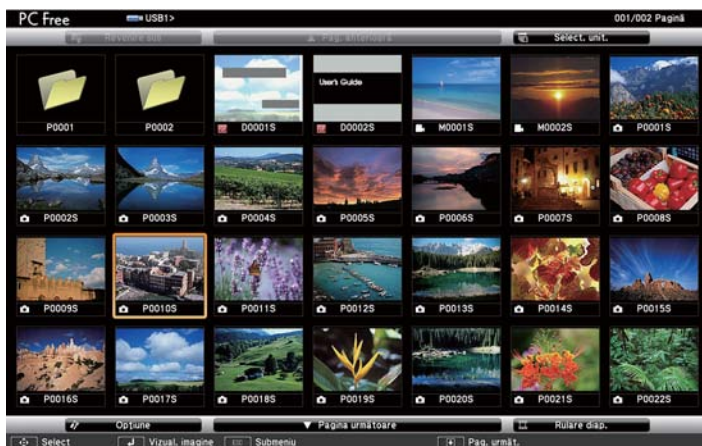 PC Free USB1> 001/002 Pagină
Revenire sus Pag. anterioară Select. unit.
User's Guide
P0001 P0002 D0001S D0002S M0001S M0002S P0001S
P0002S P0003S P0004S P0005S P0006S P0007S P0008S
P0009S P0010S P0011S P0012S P0013S P0014S P0015S
P0016S P0017S P0018S P0019S P0020S P0021S P0022S
Opțiune Pagina următoare Rulare diap.
Select Vizual. imagine Esc Submeniu Pag. următ.